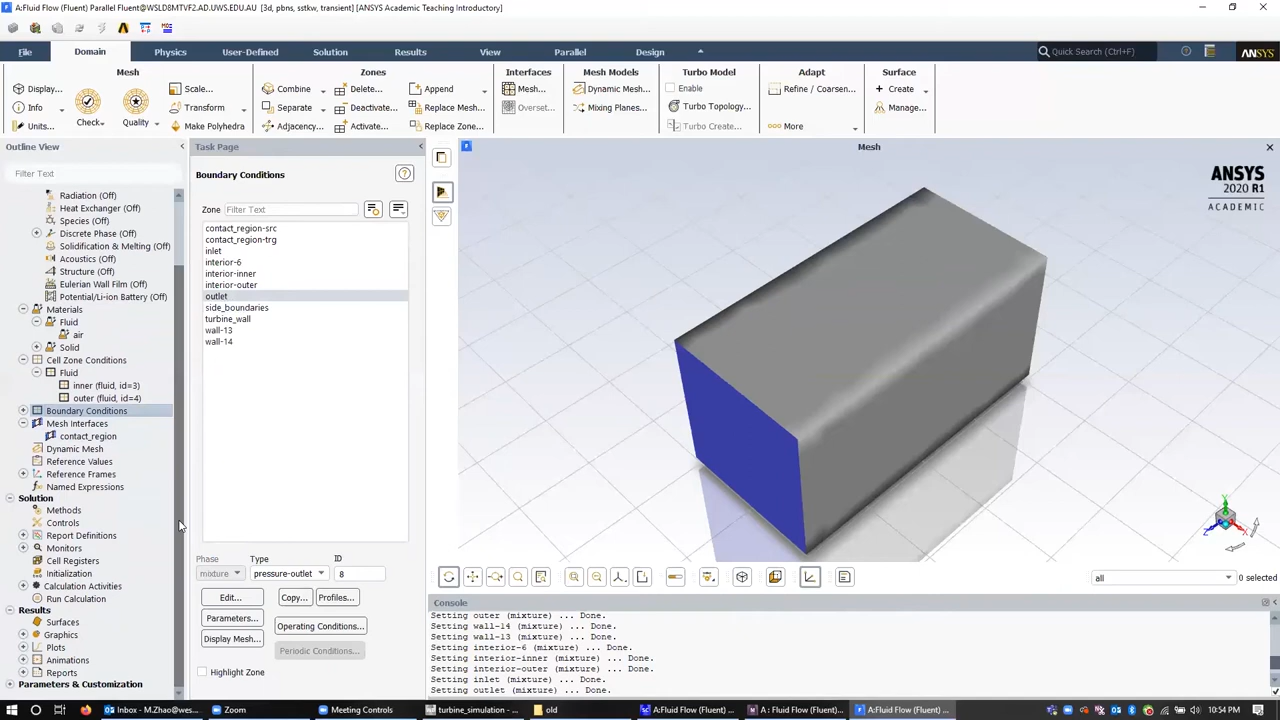 A:Fluid Flow (Fluent) Parallel Fluent@WSLD8MTVF2.AD.UWS.EDU.AU [3d, pbns, sstkw, transient] [ANSYS Academic Teaching Introductory]
File Domain Physics User-Defined Solution Results View Parallel Design
Quick Search (Ctrl+F)
ANSYS
Mesh Zones Interfaces Mesh Models Turbo Model Adapt Surface
Display... Scale... Combine Delete... Append Mesh... Dynamic Mesh... Enable Refine / Coarsen... Create
Info Transform Separate Deactivate... Replace Mesh... Overset... Mixing Planes... Turbo Topology... Manage...
Units... Check Quality Make Polyhedra Adjacency... Activate... Replace Zone... Turbo Create... More
Outline View
Filter Text
Radiation (Off)
Heat Exchanger (Off)
Species (Off)
Discrete Phase (Off)
Solidification & Melting (Off)
Acoustics (Off)
Structure (Off)
Eulerian Wall Film (Off)
Potential/Li-ion Battery (Off)
Materials
Fluid
air
Solid
Cell Zone Conditions
Fluid
inner (fluid, id=3)
outer (fluid, id=4)
Boundary Conditions
Mesh Interfaces
contact_region
Dynamic Mesh
Reference Values
Reference Frames
Named Expressions
Solution
Methods
Controls
Report Definitions
Monitors
Cell Registers
Initialization
Calculation Activities
Run Calculation
Results
Surfaces
Graphics
Plots
Animations
Reports
Parameters & Customization
Task Page
Boundary Conditions
Zone Filter Text
contact_region-src
contact_region-trg
inlet
interior-6
interior-inner
interior-outer
outlet
side_boundaries
turbine_wall
wall-13
wall-14
Phase Type ID
mixture pressure-outlet 8
Edit... Copy... Profiles...
Parameters... Operating Conditions...
Display Mesh... Periodic Conditions...
Highlight Zone
Mesh
ANSYS
2020 R1
ACADEMIC
Y
Z
all 0 selected
Console
Setting outer (mixture) ... Done.
Setting wall-14 (mixture) ... Done.
Setting wall-13 (mixture) ... Done.
Setting interior-6 (mixture) ... Done.
Setting interior-inner (mixture) ... Done.
Setting interior-outer (mixture) ... Done.
Setting inlet (mixture) ... Done.
Setting outlet (mixture) ... Done.
Inbox - M.Zhao@wes... Zoom Meeting Controls turbine_simulation - ... old A:Fluid Flow (Fluent) ... A : Fluid Flow (Fluen... A:Fluid Flow (Fluent) ... 10:54 PM